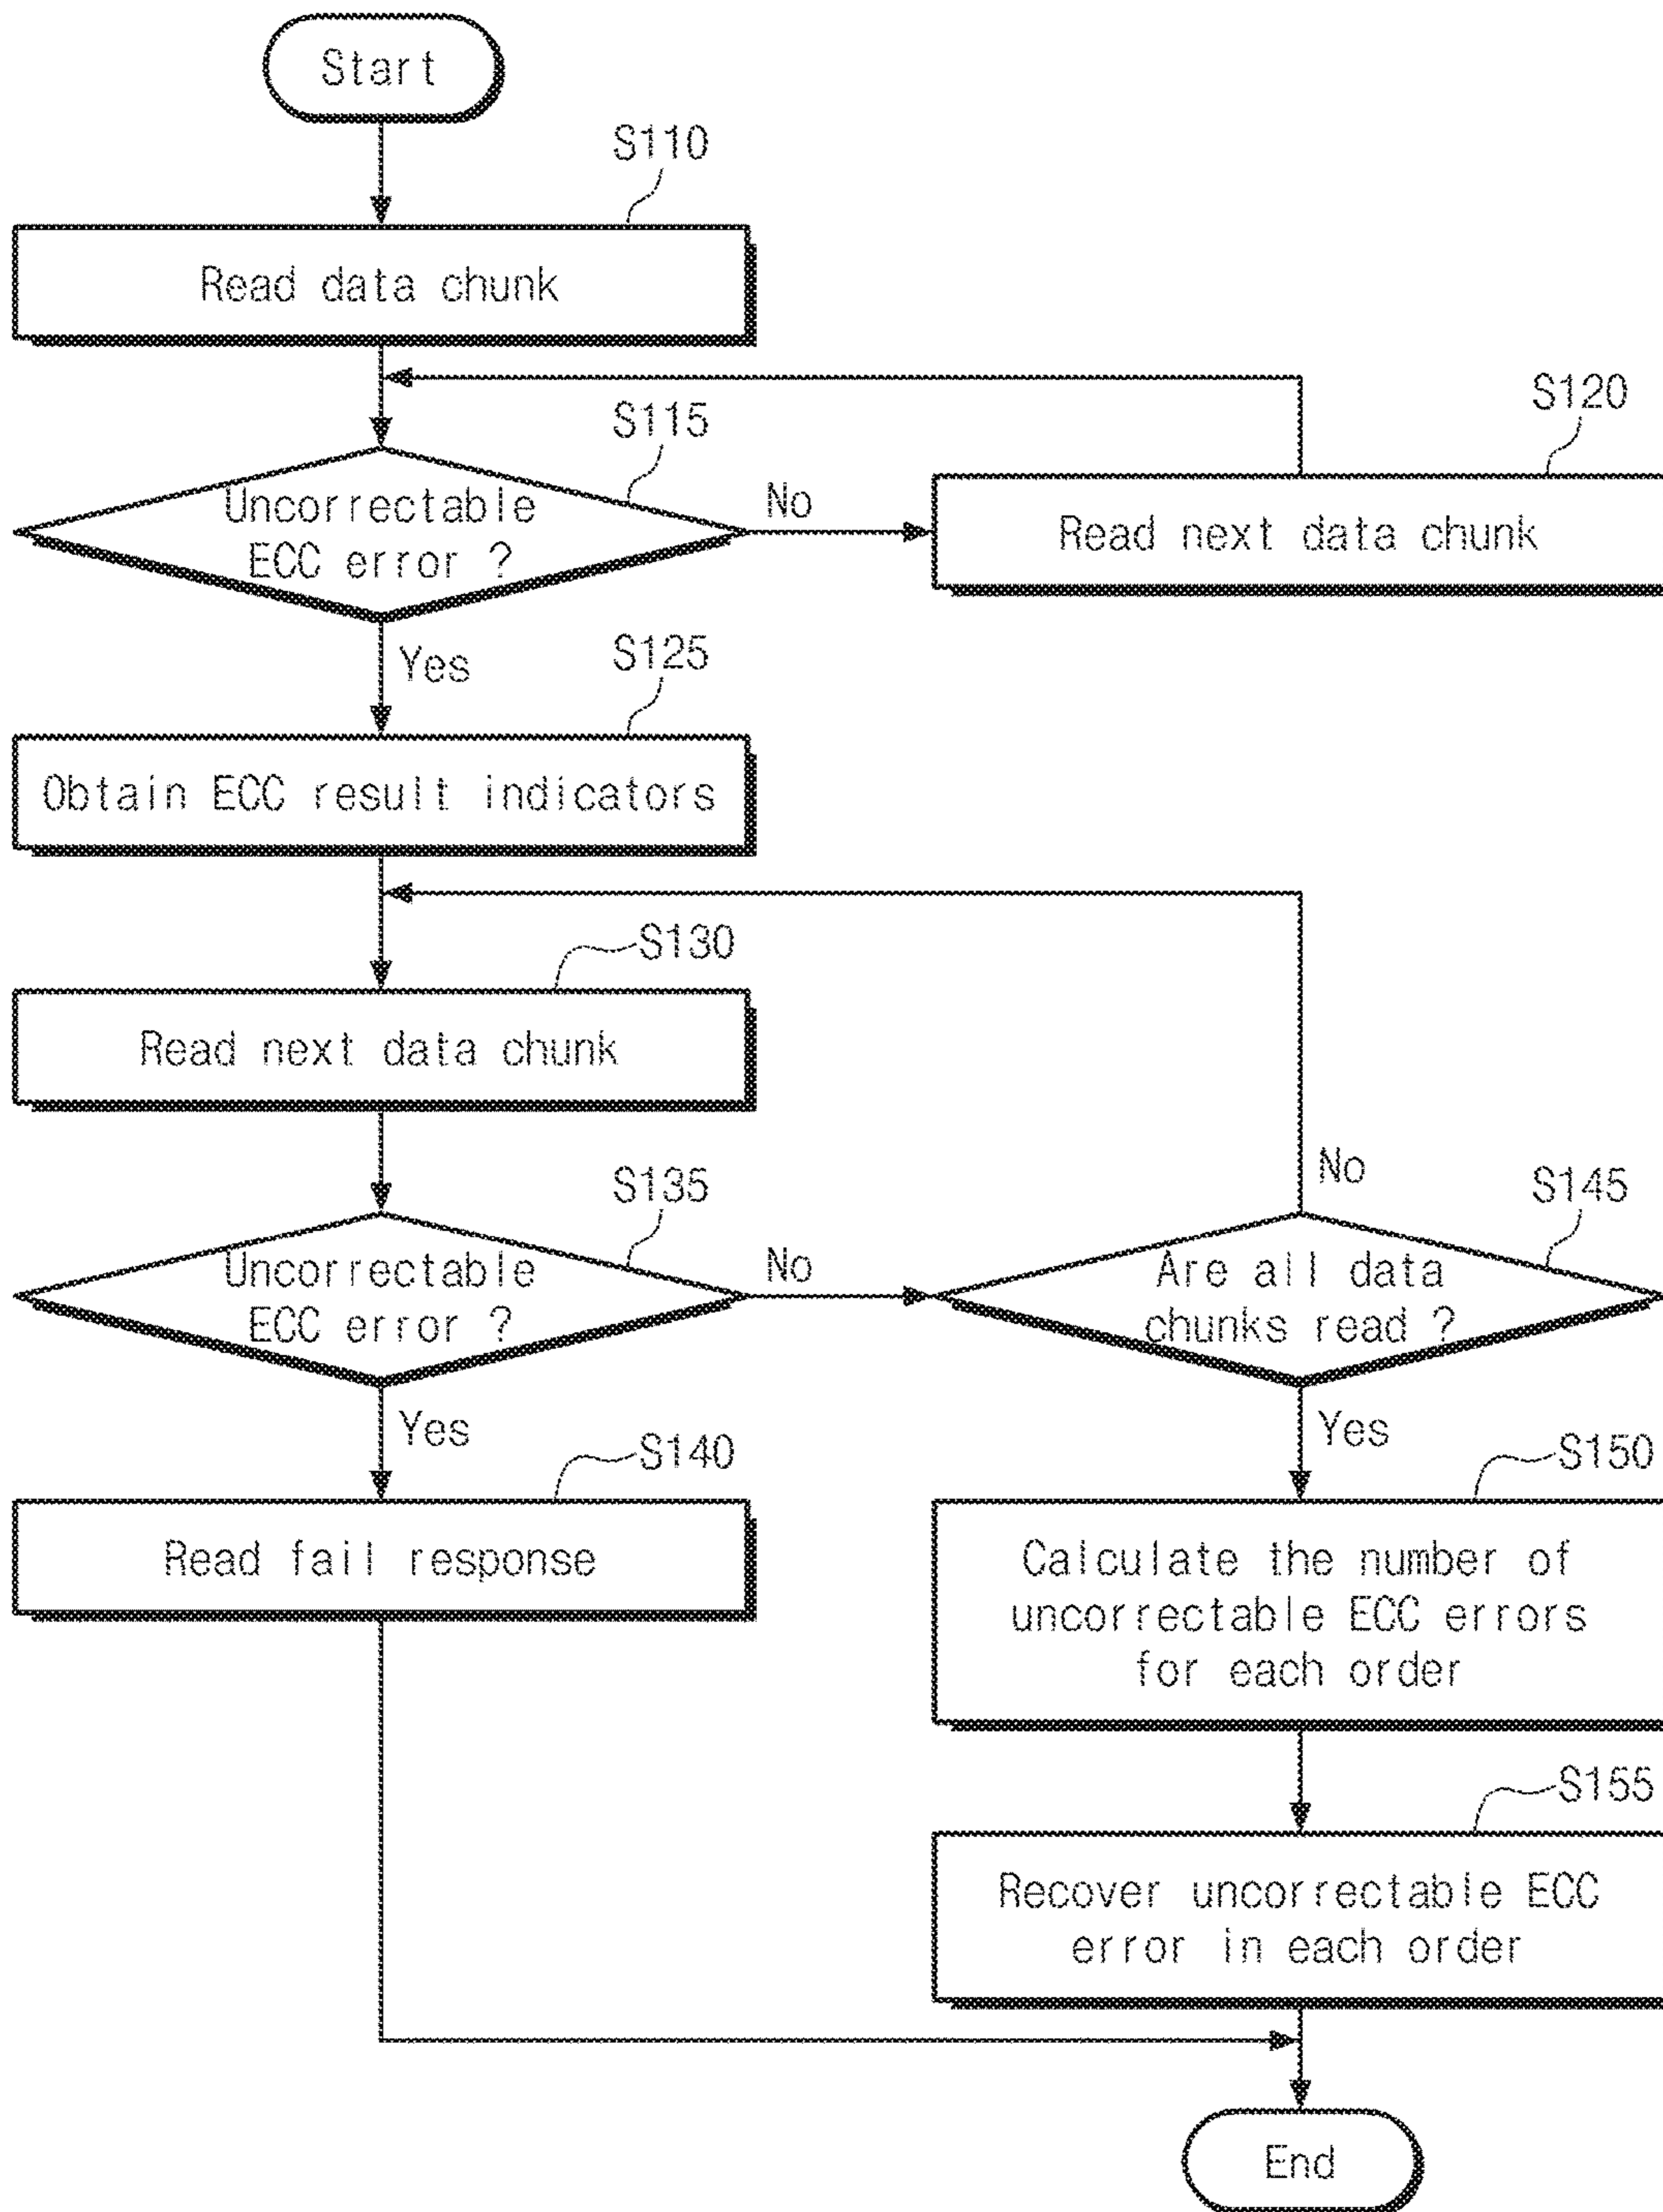 Start
S110
Read data chunk
S115
S120
Uncorrectable
ECC error ?
No
Read next data chunk
Yes
S125
Obtain ECC result indicators
S130
Read next data chunk
No
S135
S145
Uncorrectable
ECC error ?
No
Are all data
chunks read ?
Yes
Yes
S140
S150
Read fail response
Calculate the number of
uncorrectable ECC errors
for each order
S155
Recover uncorrectable ECC
error in each order
End